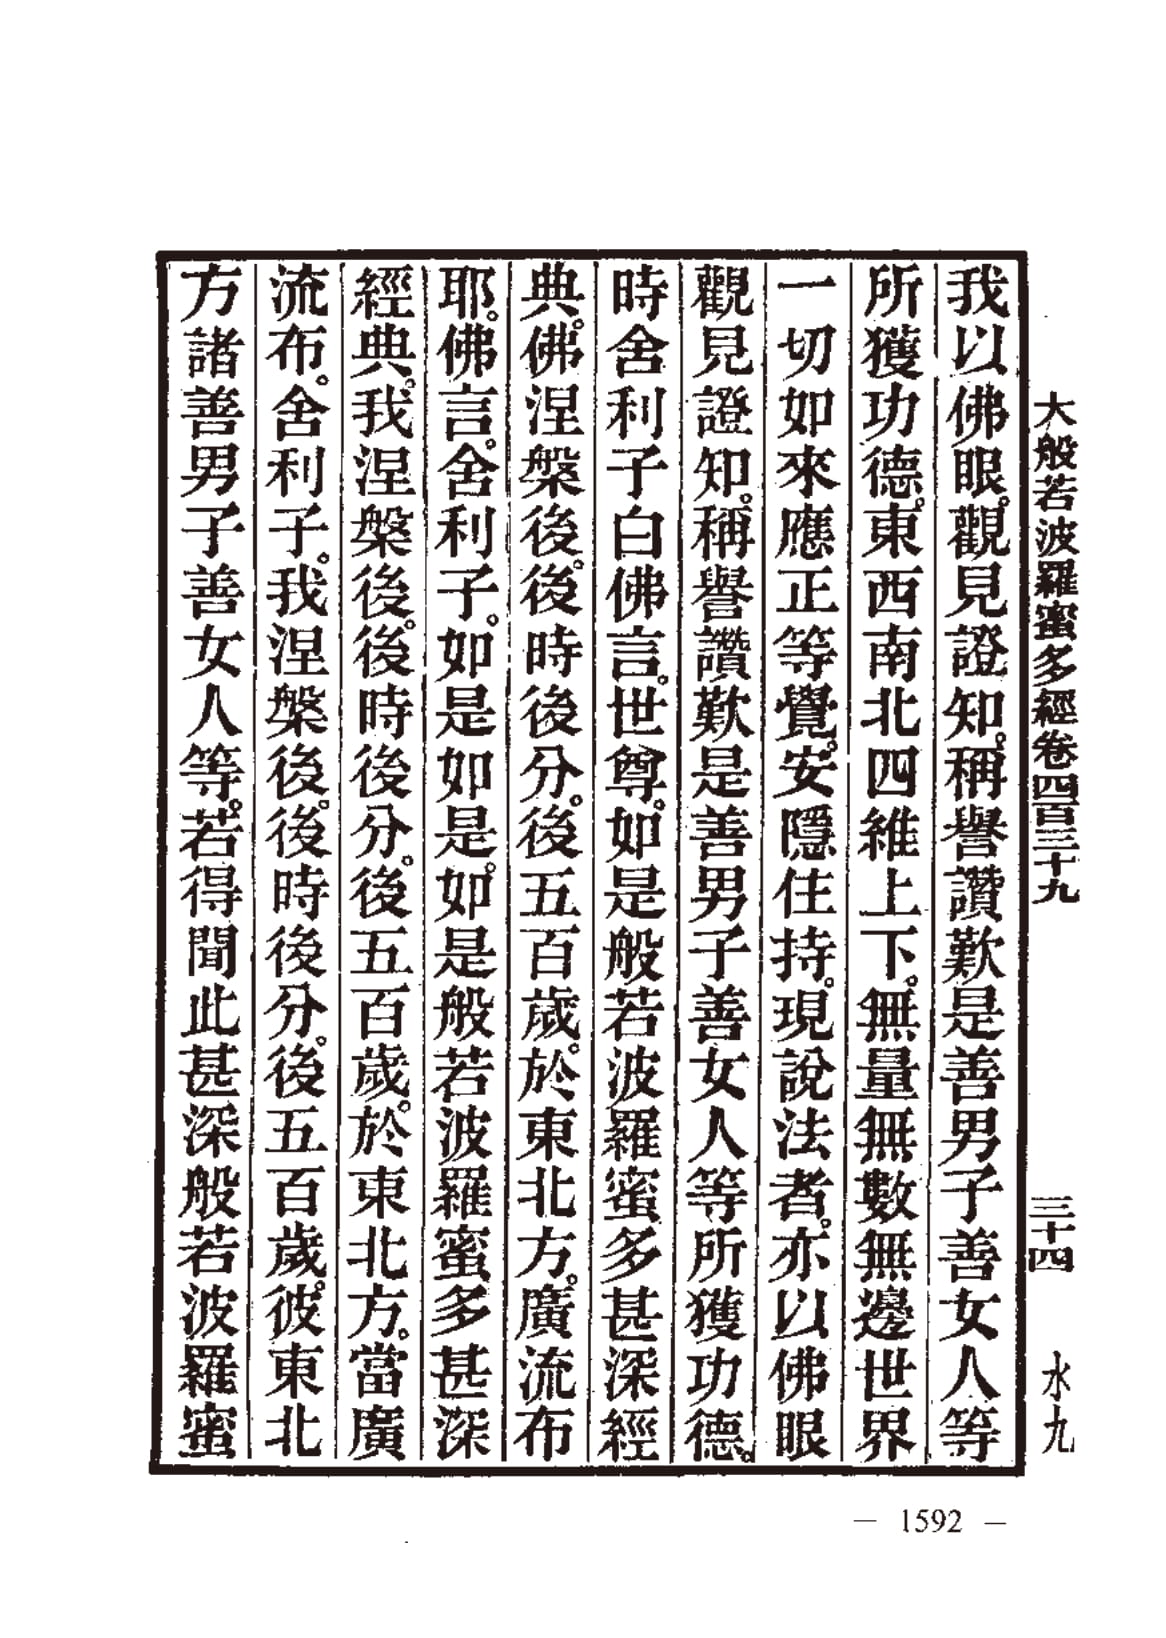 大般若波羅蜜多經卷四百三十九　三十四　水九
我以佛眼。觀見證知。稱譽讚歎是善男子善女人等
所獲功德。東西南北四維上下。無量無數無邊世界
一切如來應正等覺。安隱住持。現說法者。亦以佛眼
觀見證知。稱譽讚歎是善男子善女人等所獲功德。
時舍利子白佛言。世尊。如是般若波羅蜜多甚深經
典。佛涅槃後。後時後分。後五百歲。於東北方。廣流布
耶。佛言。舍利子。如是如是。如是般若波羅蜜多甚深
經典。我涅槃後。後時後分。後五百歲。於東北方。當廣
流布。舍利子。我涅槃後。後時後分。後五百歲。彼東北
方諸善男子善女人等。若得聞此甚深般若波羅蜜
— 1592 —